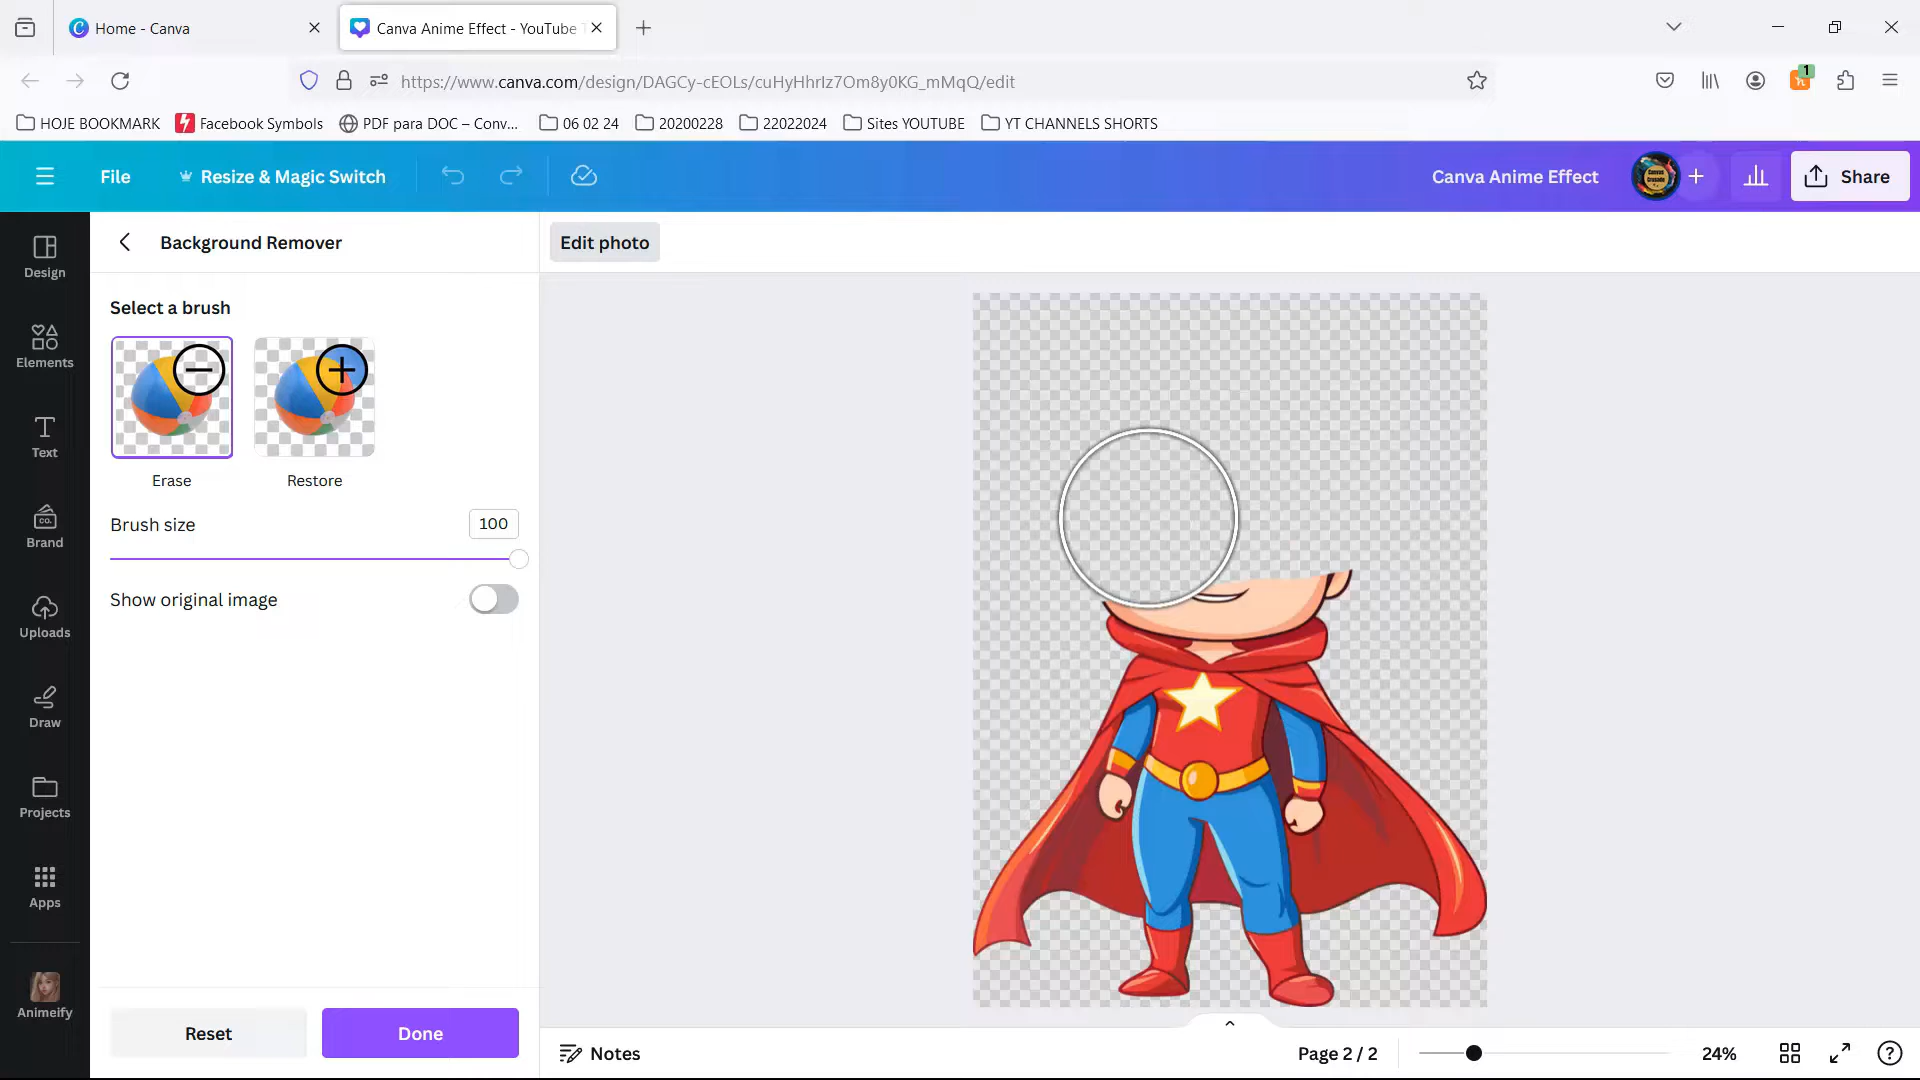 Home - Canva
Canva Anime Effect - YouTube
https://www.canva.com/design/DAGCy-cEOLs/cuHyHhrIz7Om8y0KG_mMqQ/edit
1
HOJE BOOKMARK
Facebook Symbols
PDF para DOC – Conv...
06 02 24
20200228
22022024
Sites YOUTUBE
YT CHANNELS SHORTS
File
Resize & Magic Switch
Canva Anime Effect
Share
Design
Elements
Text
Brand
Uploads
Draw
Projects
Apps
Animeify
Background Remover
Select a brush
Erase
Restore
Brush size
100
Show original image
Reset
Done
Edit photo
Notes
Page 2 / 2
24%